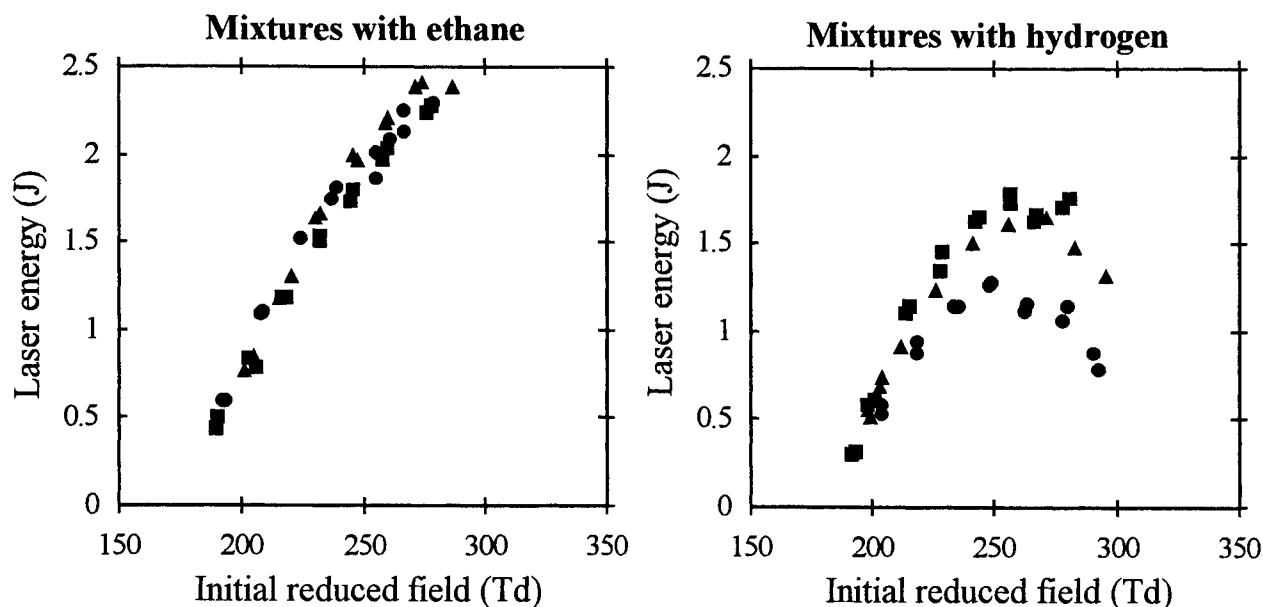 Mixtures with ethane
Laser energy (J)
2.5
2
1.5
1
0.5
0
150 200 250 300 350
Initial reduced field (Td)
Mixtures with hydrogen
Laser energy (J)
2.5
2
1.5
1
0.5
0
150 200 250 300 350
Initial reduced field (Td)